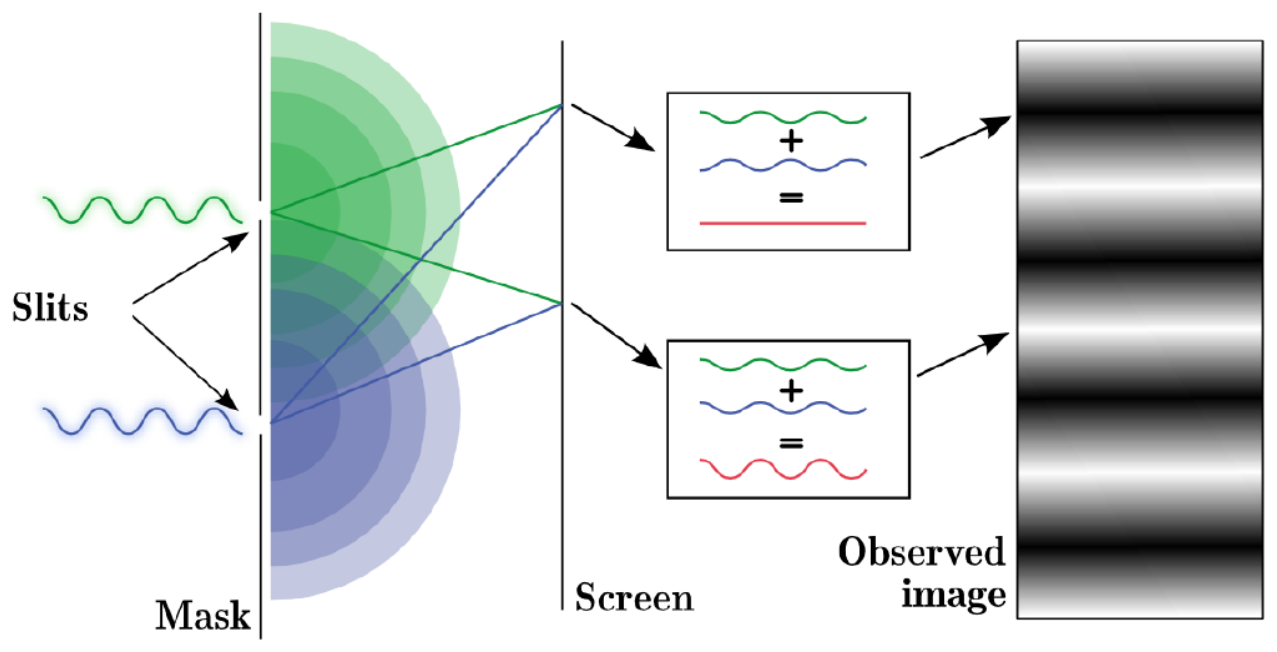 +
=
Slits
+
=
Observed
image
Screen
Mask